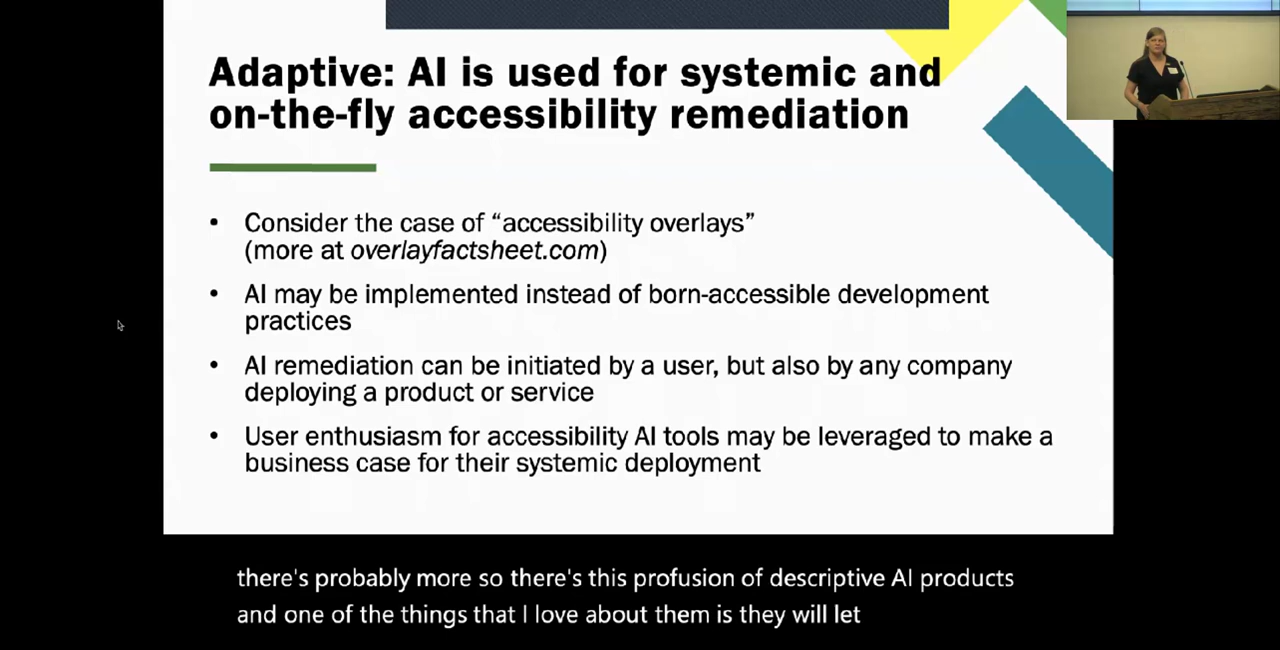 Adaptive: AI is used for systemic and
on-the-fly accessibility remediation
• Consider the case of “accessibility overlays”
(more at overlayfactsheet.com)
• AI may be implemented instead of born-accessible development
practices
• AI remediation can be initiated by a user, but also by any company
deploying a product or service
• User enthusiasm for accessibility AI tools may be leveraged to make a
business case for their systemic deployment
there's probably more so there's this profusion of descriptive AI products
and one of the things that I love about them is they will let